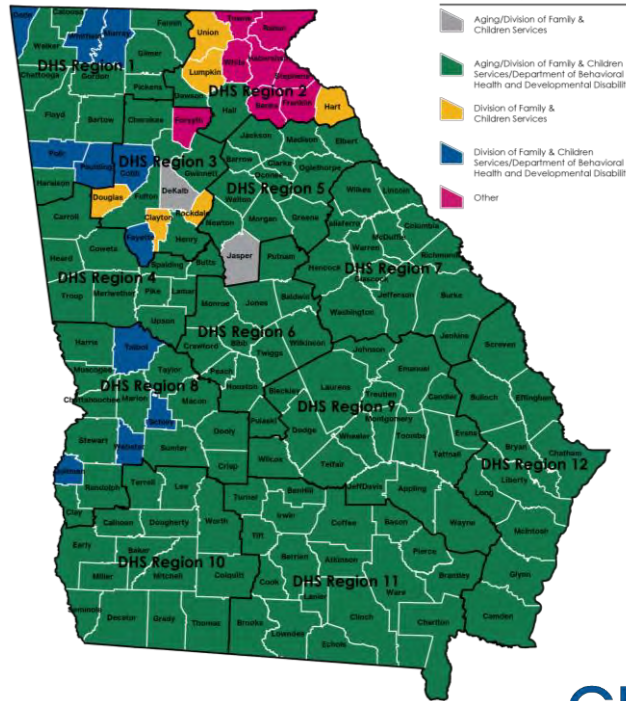 Aging/Division of Family &
Children Services
Aging/Division of Family & Children
Services/Department of Behavioral
Health and Developmental Disabilit
Division of Family &
Children Services
Division of Family & Children
Services/Department of Behavioral
Health and Developmental Disabilit
Other
Dade Catoosa Fannin Union Towns Rabun
Walker Whitfield Murray Gilmer Lumpkin White Habersham
DHS Region 1
Chattooga Gordon Pickens Dawson Stephens
DHS Region 2
Banks Franklin Hart
Floyd Bartow Cherokee Forsyth Hall
Jackson Madison Elbert
Polk Paulding Cobb
DHS Region 3
Gwinnett Barrow Clarke Oglethorpe
Haralson DeKalb Oconee Wilkes Lincoln
DHS Region 5
Douglas Fulton Walton
Carroll Clayton Rockdale Newton Morgan Greene Taliaferro Columbia
McDuffie
Coweta Fayette Henry Warren Richmond
Heard Spalding Butts Jasper Putnam Hancock
DHS Region 7
DHS Region 4
Glascock
Troup Meriwether Pike Lamar Monroe Jones Baldwin Jefferson Burke
Upson Washington
DHS Region 6
Harris Talbot Crawford Bibb Twiggs Wilkinson Johnson Jenkins Screven
Muscogee Taylor Peach Emanuel
DHS Region 8
Chattahoochee Marion Macon Houston Bleckley Laurens Treutlen Candler Bulloch Effingham
DHS Region 9
Schley Pulaski Montgomery
Stewart Webster Sumter Dooly Dodge Wheeler Toombs Evans Bryan Chatham
Tattnall
DHS Region 12
Quitman Crisp Wilcox Telfair Liberty
Randolph Terrell Lee Turner Ben Hill Jeff Davis Appling Long
Clay Irwin
Calhoun Dougherty Worth Tift Coffee Bacon Wayne McIntosh
Early Baker Berrien Atkinson Pierce
DHS Region 10
DHS Region 11
Miller Mitchell Colquitt Cook Lanier Ware Brantley Glynn
Seminole Decatur Grady Thomas Brooks Clinch Charlton Camden
Lowndes Echols